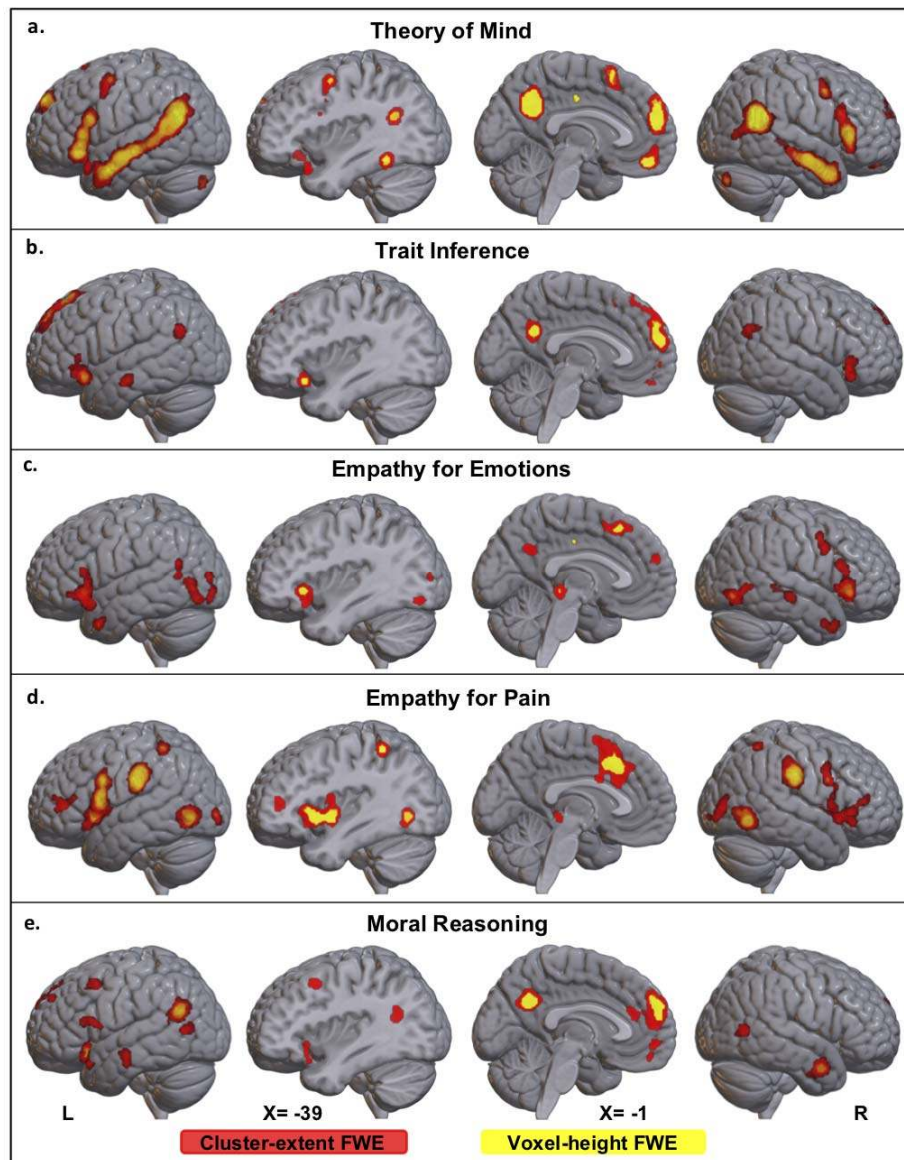 a.
Theory of Mind
b.
Trait Inference
c.
Empathy for Emotions
d.
Empathy for Pain
e.
Moral Reasoning
L X= -39 X= -1 R
Cluster-extent FWE Voxel-height FWE